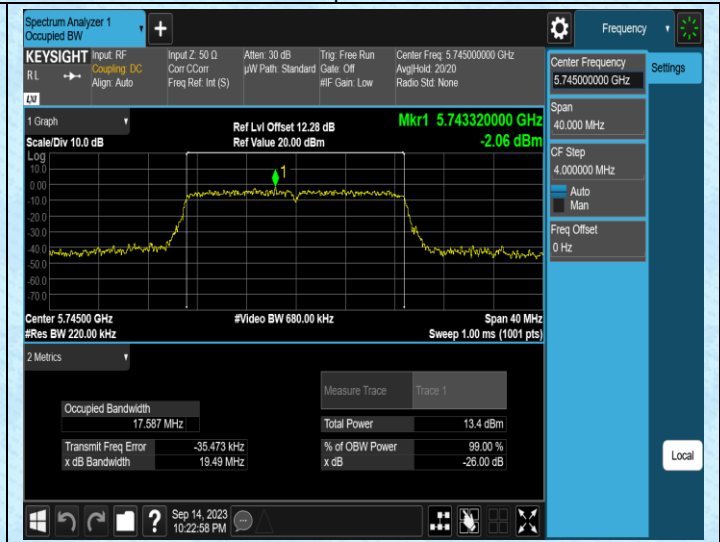 Spectrum Analyzer 1
Occupied BW
+
Frequency
KEYSIGHT
RL
LXI
Input: RF
Coupling: DC
Align: Auto
Input Z: 50 Ω
Corr CCorr
Freq Ref: Int (S)
Atten: 30 dB
µW Path: Standard
Trig: Free Run
Gate: Off
#IF Gain: Low
Center Freq: 5.745000000 GHz
Avg|Hold: 20/20
Radio Std: None
Center Frequency
5.745000000 GHz
Settings
Span
40.000 MHz
CF Step
4.000000 MHz
Auto
Man
Freq Offset
0 Hz
1 Graph
Scale/Div 10.0 dB
Ref Lvl Offset 12.28 dB
Ref Value 20.00 dBm
Mkr1 5.743320000 GHz
-2.06 dBm
Log
10.0
0.00
-10.0
-20.0
-30.0
-40.0
-50.0
-60.0
-70.0
1
Center 5.74500 GHz
#Res BW 220.00 kHz
#Video BW 680.00 kHz
Span 40 MHz
Sweep 1.00 ms (1001 pts)
2 Metrics
Measure Trace Trace 1
Occupied Bandwidth
17.587 MHz
Total Power 13.4 dBm
Transmit Freq Error -35.473 kHz
% of OBW Power 99.00 %
x dB Bandwidth 19.49 MHz
x dB -26.00 dB
Local
?
Sep 14, 2023
10:22:58 PM